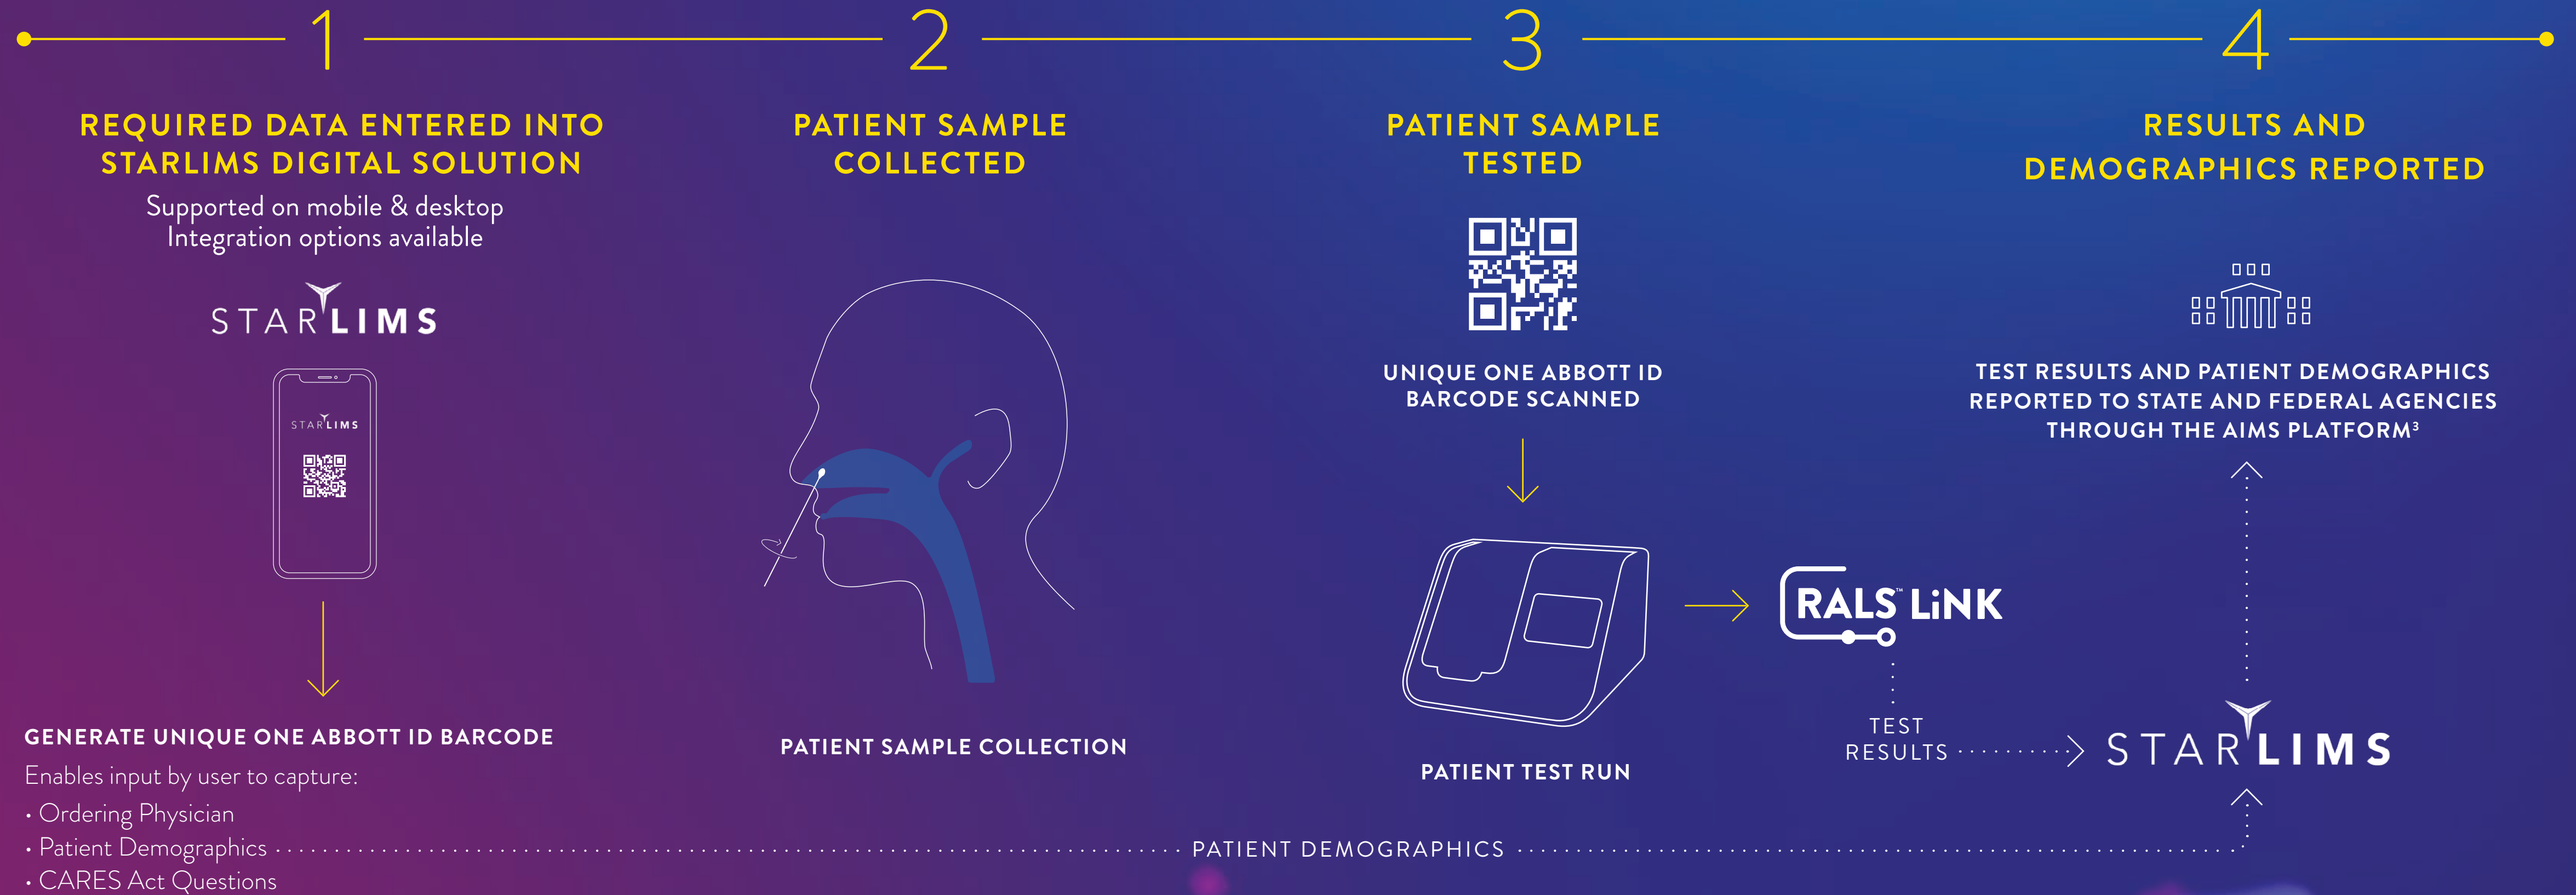 1
REQUIRED DATA ENTERED INTO
STARLIMS DIGITAL SOLUTION
Supported on mobile & desktop
Integration options available
STARLIMS
STARLIMS
GENERATE UNIQUE ONE ABBOTT ID BARCODE
Enables input by user to capture:
• Ordering Physician
• Patient Demographics
• CARES Act Questions
2
PATIENT SAMPLE
COLLECTED
PATIENT SAMPLE COLLECTION
3
PATIENT SAMPLE
TESTED
UNIQUE ONE ABBOTT ID
BARCODE SCANNED
PATIENT TEST RUN
RALS™ LiNK
TEST
RESULTS
PATIENT DEMOGRAPHICS
4
RESULTS AND
DEMOGRAPHICS REPORTED
TEST RESULTS AND PATIENT DEMOGRAPHICS
REPORTED TO STATE AND FEDERAL AGENCIES
THROUGH THE AIMS PLATFORM³
STARLIMS